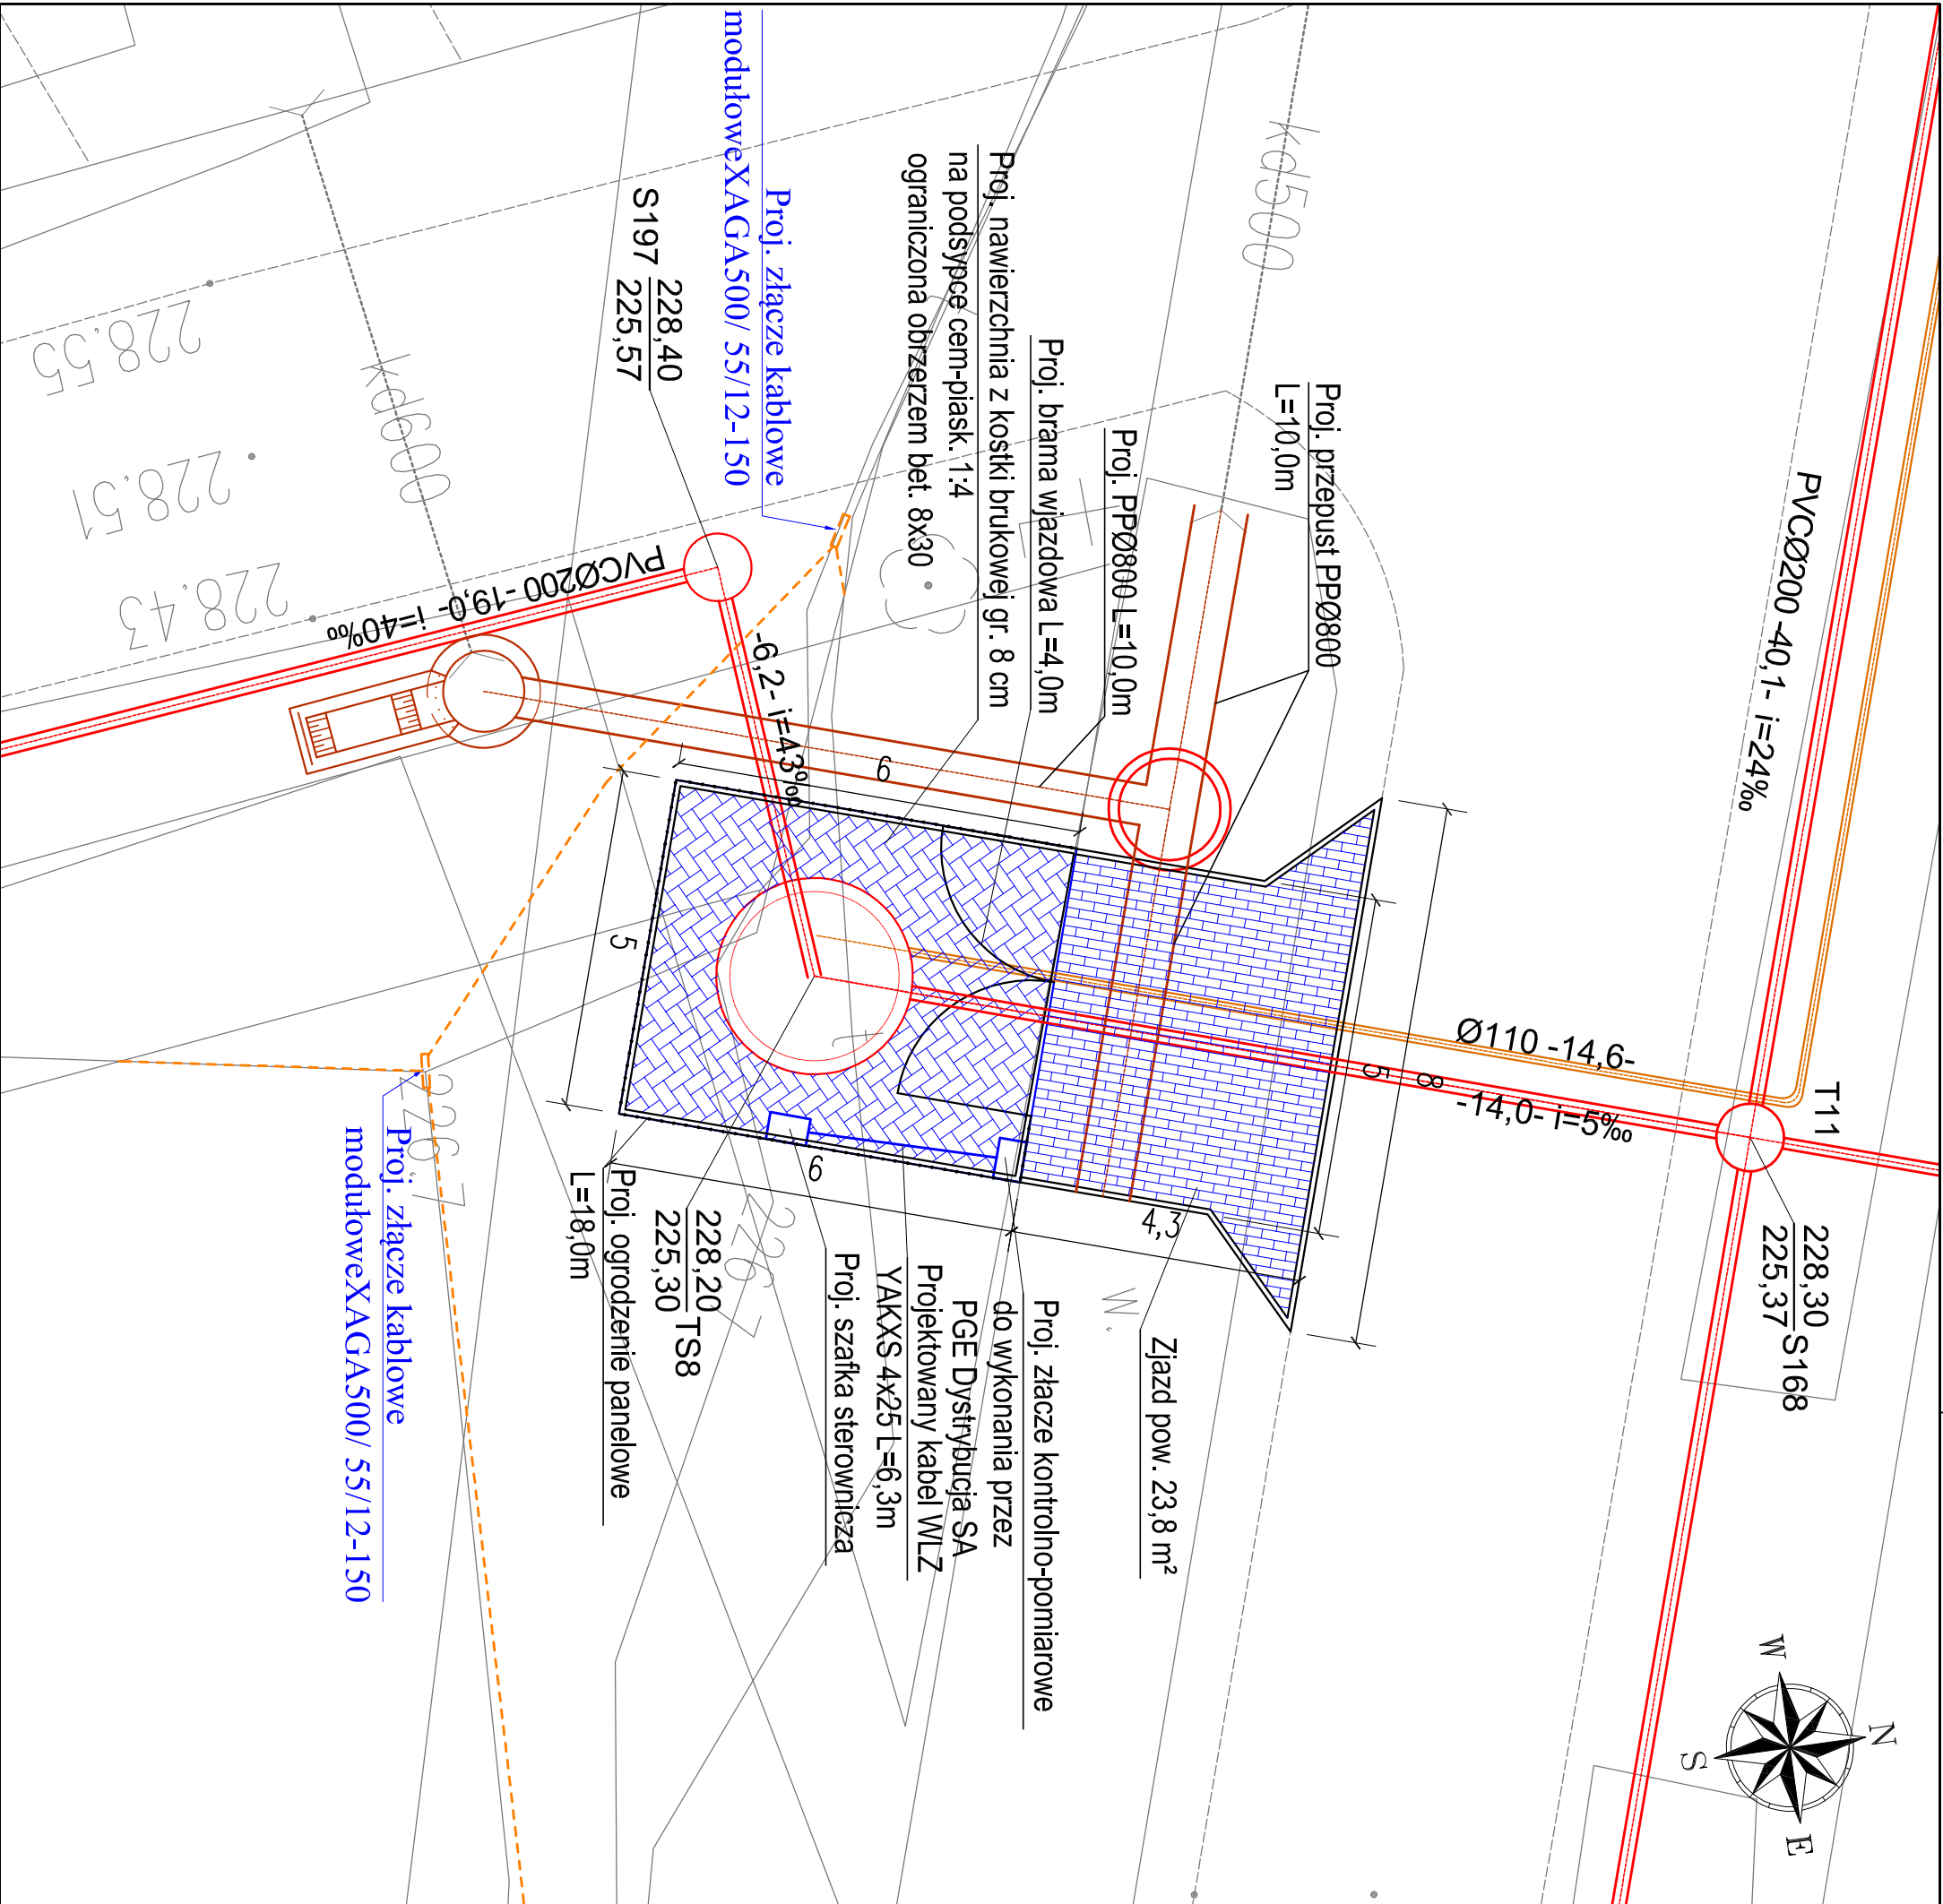 PVCØ200 -40,1- i=24‰
kd500
Proj. przepust PPØ800
L=10,0m
Proj. PPØ800 L=10,0m
Proj. brama wjazdowa L=4,0m
Proj. nawierzchnia z kostki brukowej gr. 8 cm
na podsypce cem-piask. 1:4
ograniczona obrzerzem bet. 8x30
Proj. złącze kablowe
modułoweXAGA500/ 55/12-150
S197
228,40
225,57
kd600
228.55
228.51
228.43
PVCØ200 -19,0- i=40‰
-6,2- i=43‰
6
5
6
4,3
5
8
Ø110 -14,6-
-14,0- i=5‰
T11
228,30
225,37
S168
Zjazd pow. 23,8 m²
Proj. złacze kontrolno-pomiarowe
do wykonania przez
PGE Dystrybucja SA
Projektowany kabel WLZ
YAKXS 4x25 L=6,3m
Proj. szafka sterownicza
228,20
225,30
TS8
Proj. ogrodzenie panelowe
L=18,0m
Proj. złącze kablowe
modułoweXAGA500/ 55/12-150
N
W
S
E